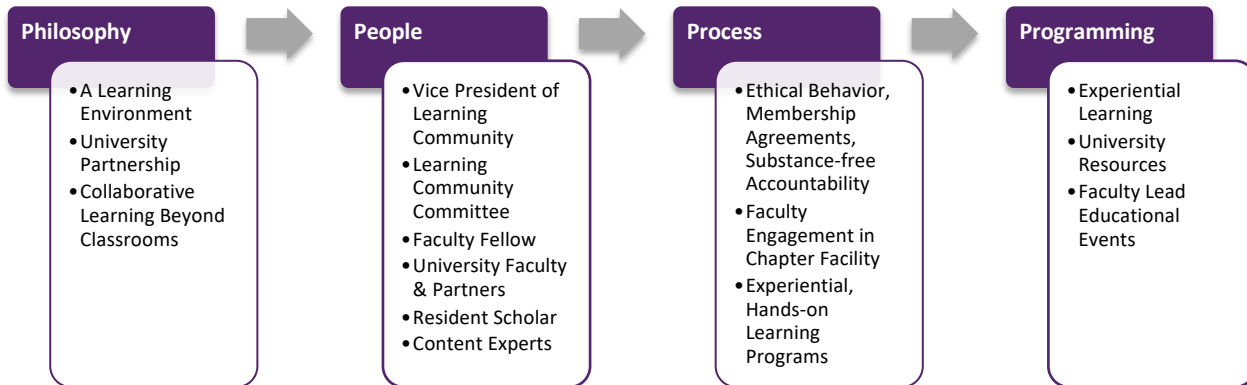 Philosophy
•A Learning
Environment
•University
Partnership
•Collaborative
Learning Beyond
Classrooms
People
•Vice President of
Learning
Community
•Learning
Community
Committee
•Faculty Fellow
•University Faculty
& Partners
•Resident Scholar
•Content Experts
Process
•Ethical Behavior,
Membership
Agreements,
Substance-free
Accountability
•Faculty
Engagement in
Chapter Facility
•Experiential,
Hands-on
Learning
Programs
Programming
•Experiential
Learning
•University
Resources
•Faculty Lead
Educational
Events